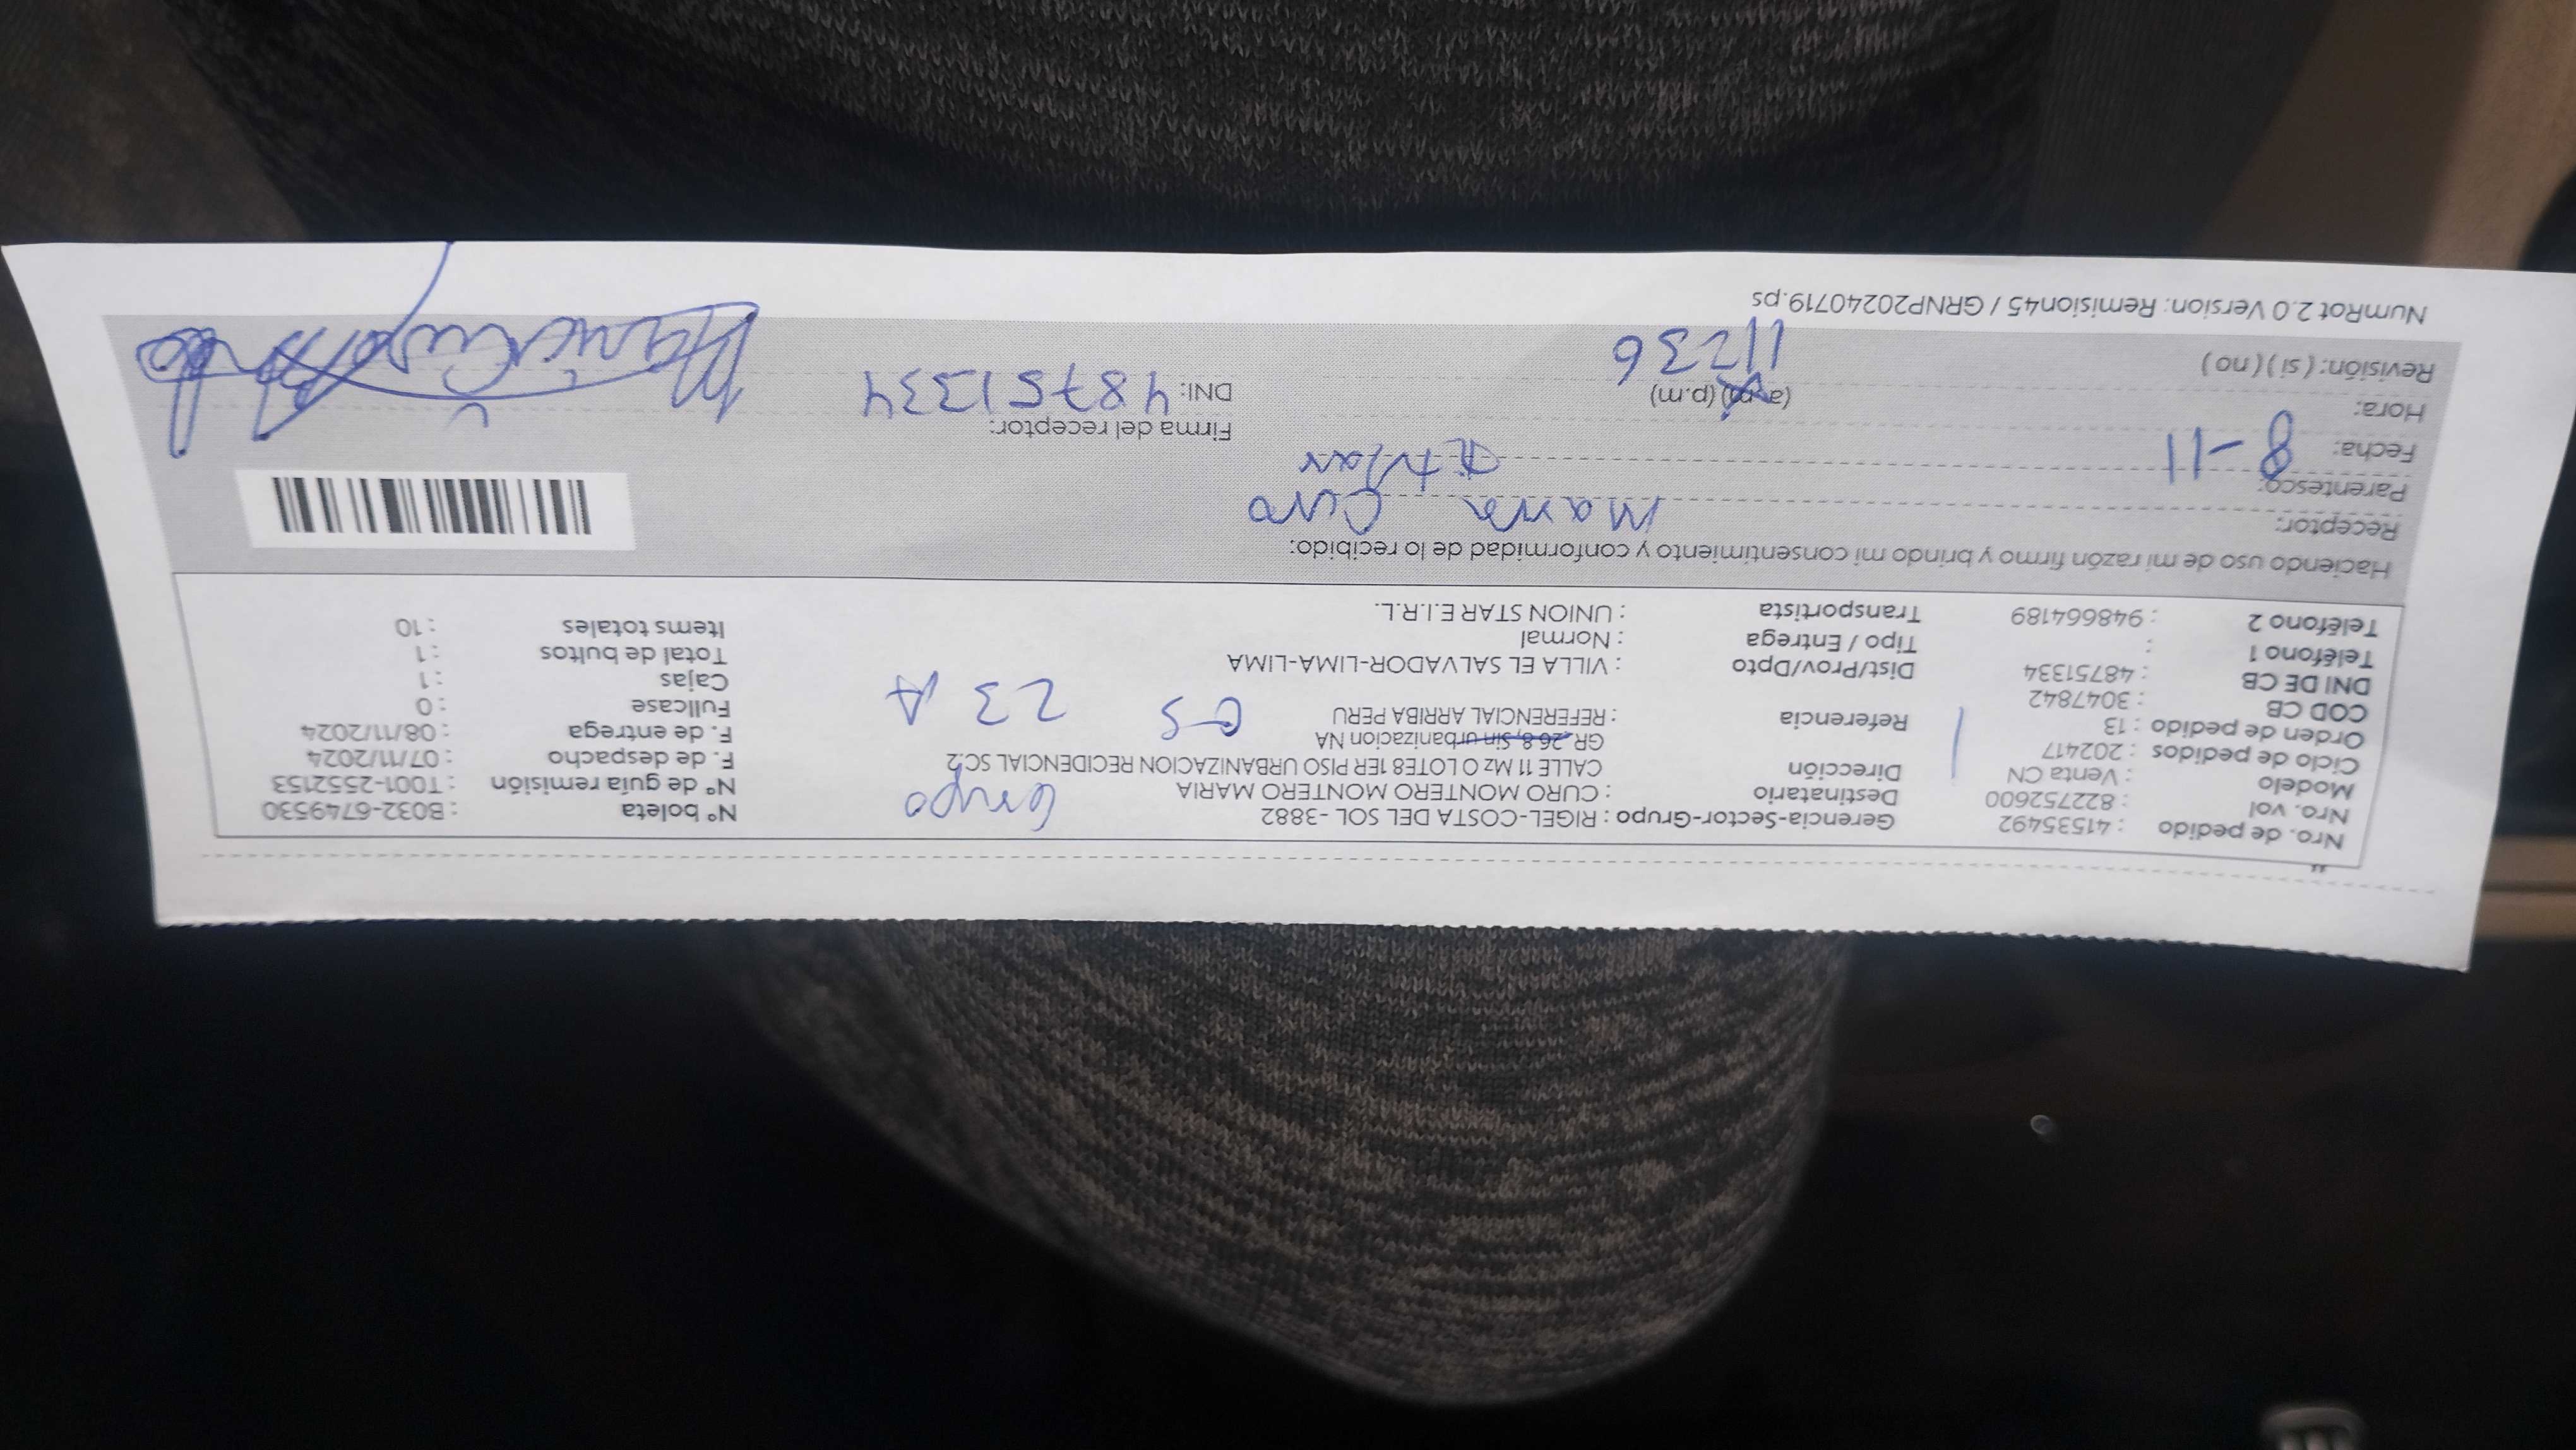 Nro. de pedido : 41535492
Nro. vol : 822752600
Modelo : Venta CN
Ciclo de pedidos : 202417
Orden de pedido : 13
COD CB : 3047842
DNI DE CB : 48751334
Teléfono 1 :
Teléfono 2 : 948664189
Gerencia-Sector-Grupo : RIGEL-COSTA DEL SOL -3882
Grupo
Destinatario : CURO MONTERO MONTERO MARIA
Dirección CALLE 11 Mz O LOTE8 1ER PISO URBANIZACION RECIDENCIAL SC.2
GR.26.8, Sin urbanizacion NA
Referencia : REFERENCIAL ARRIBA PERU
23 A
Dist/Prov/Dpto : VILLA EL SALVADOR-LIMA-LIMA
Tipo / Entrega : Normal
Transportista : UNION STAR E.I.R.L.
N° boleta : B032-6749530
N° de guía remisión : T001-2552153
F. de despacho : 07/11/2024
F. de entrega : 08/11/2024
Fullcase : 0
Cajas : 1
Total de bultos : 1
Items totales : 10
Haciendo uso de mi razón firmo y brindo mi consentimiento y conformidad de lo recibido:
Receptor: Maria Curo
Parentesco: titular
Fecha: 8-11
Hora: (a.m) (p.m)
11:36
Revisión: ( si ) ( no )
Firma del receptor:
DNI: 48751334
NumRot 2.0 Version: Remision45 / GRNP20240719.ps